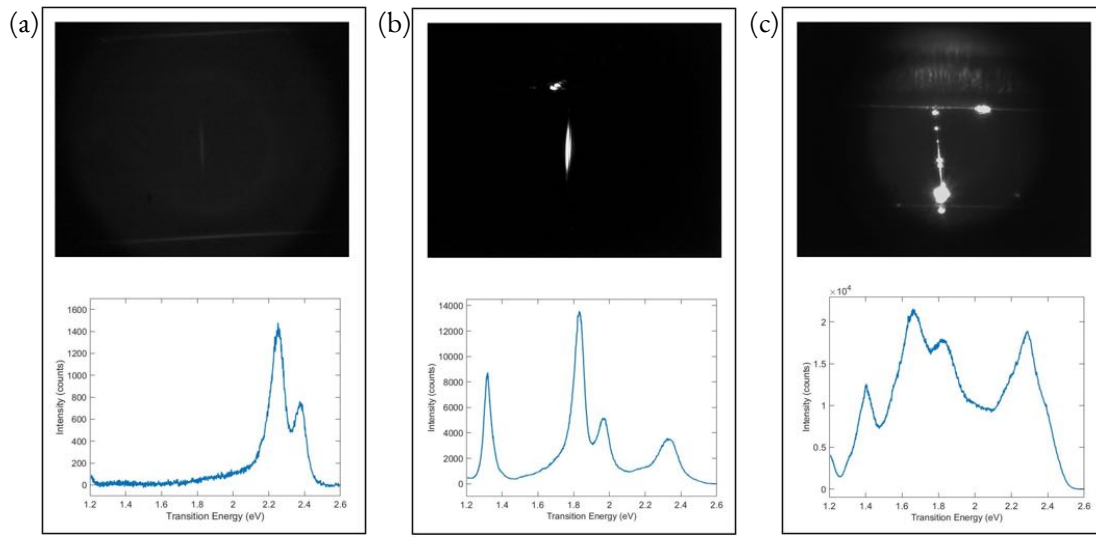 (a)
(b)
(c)
1600
1400
1200
1000
800
600
400
200
0
Intensity (counts)
1.2 1.4 1.6 1.8 2 2.2 2.4 2.6
Transition Energy (eV)
14000
12000
10000
8000
6000
4000
2000
0
Intensity (counts)
1.2 1.4 1.6 1.8 2 2.2 2.4 2.6
Transition Energy (eV)
×10⁴
2
1.5
1
0.5
0
Intensity (counts)
1.2 1.4 1.6 1.8 2 2.2 2.4 2.6
Transition Energy (eV)